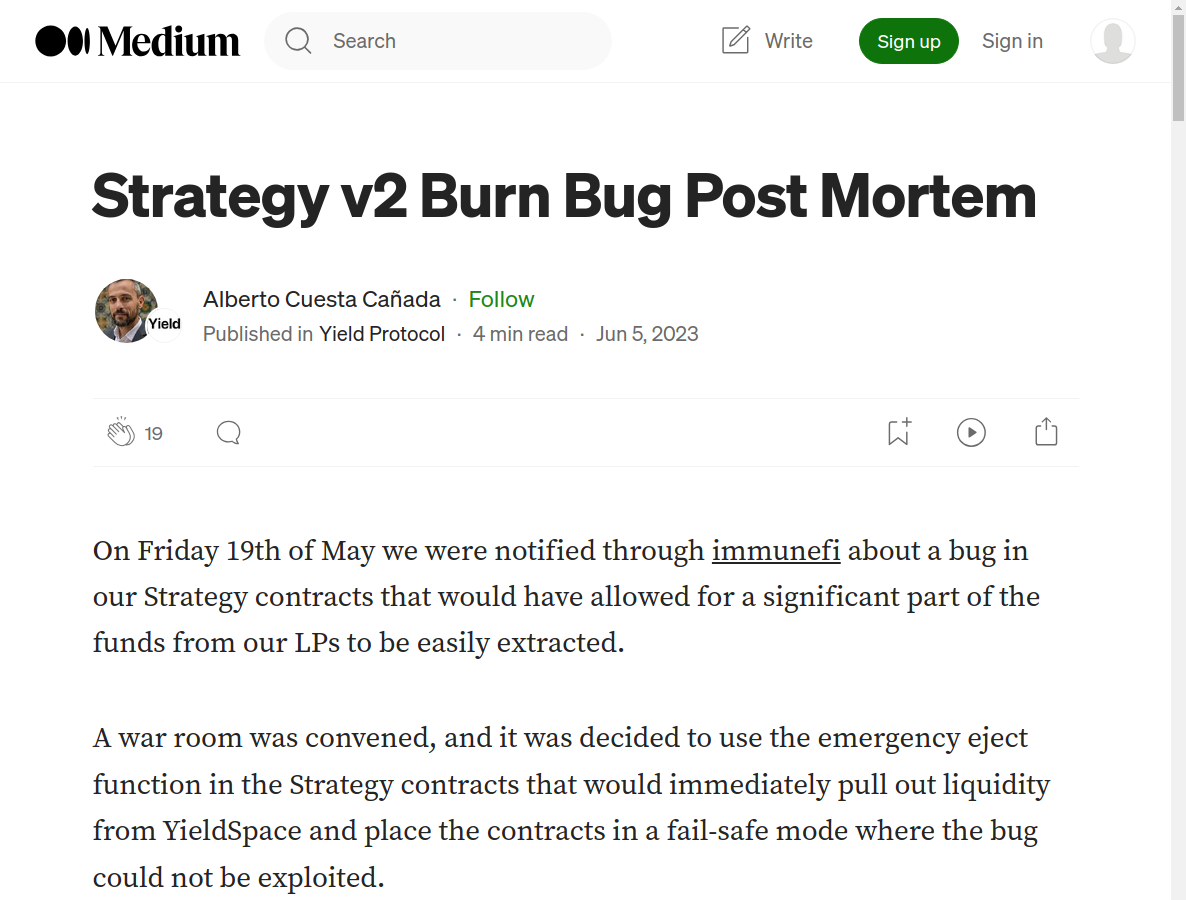 Medium
Search
Write
Sign up
Sign in
Strategy v2 Burn Bug Post Mortem
Yield
Alberto Cuesta Cañada · Follow
Published in Yield Protocol · 4 min read · Jun 5, 2023
19
On Friday 19th of May we were notified through immunefi about a bug in
our Strategy contracts that would have allowed for a significant part of the
funds from our LPs to be easily extracted.
A war room was convened, and it was decided to use the emergency eject
function in the Strategy contracts that would immediately pull out liquidity
from YieldSpace and place the contracts in a fail-safe mode where the bug
could not be exploited.